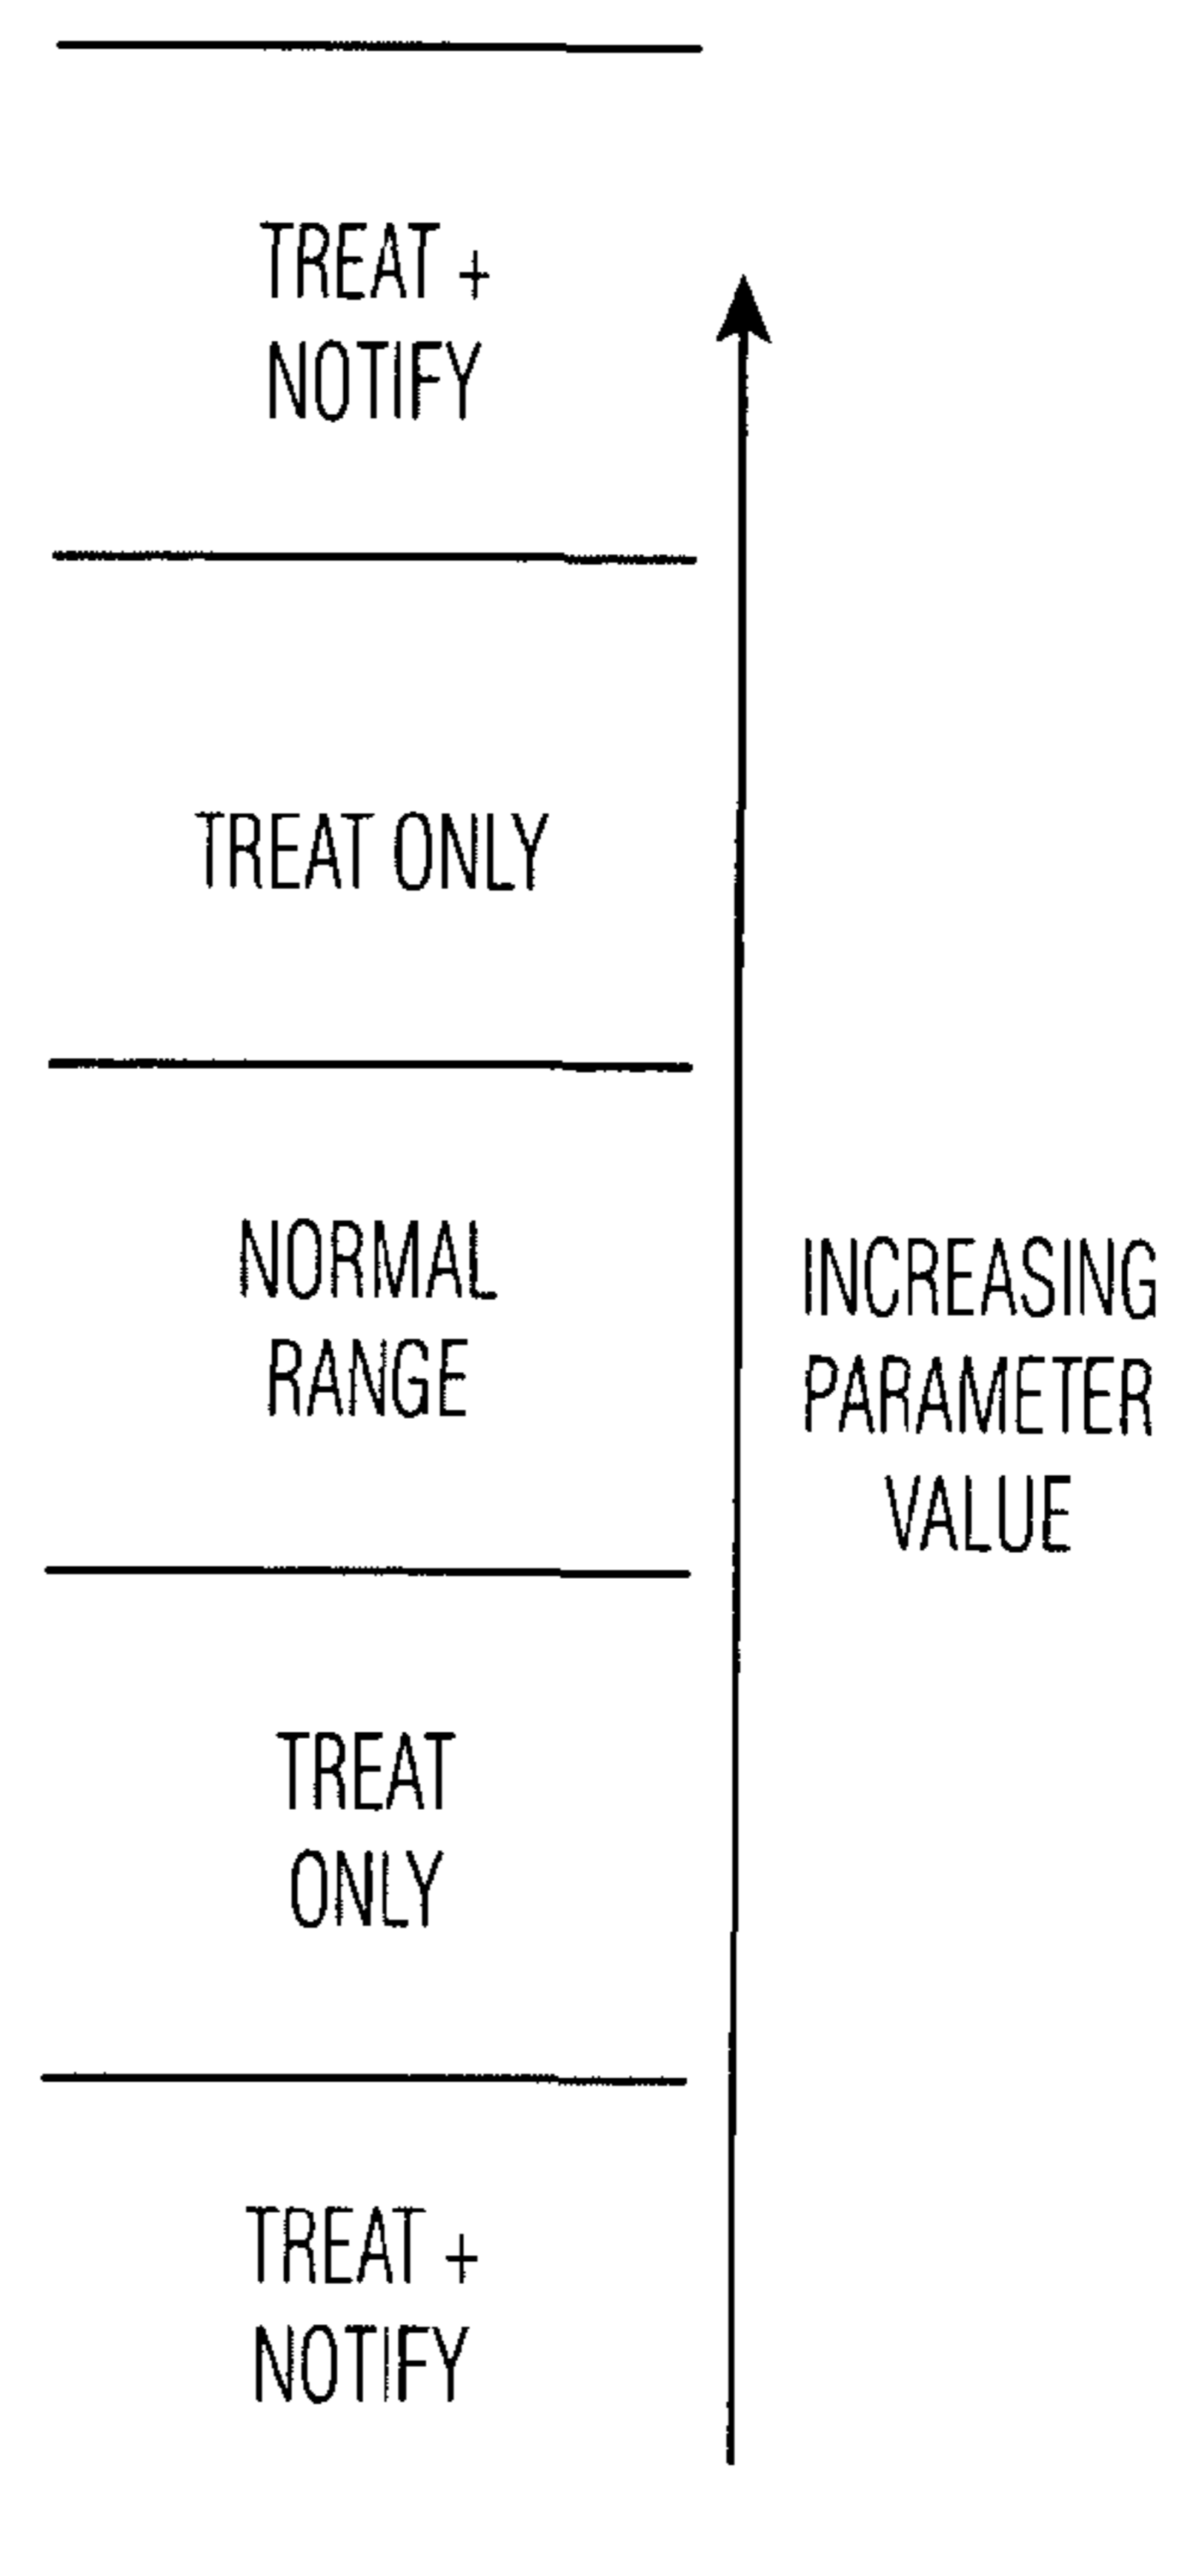 TREAT +
NOTIFY
TREAT ONLY
NORMAL
RANGE
INCREASING
PARAMETER
VALUE
TREAT
ONLY
TREAT +
NOTIFY